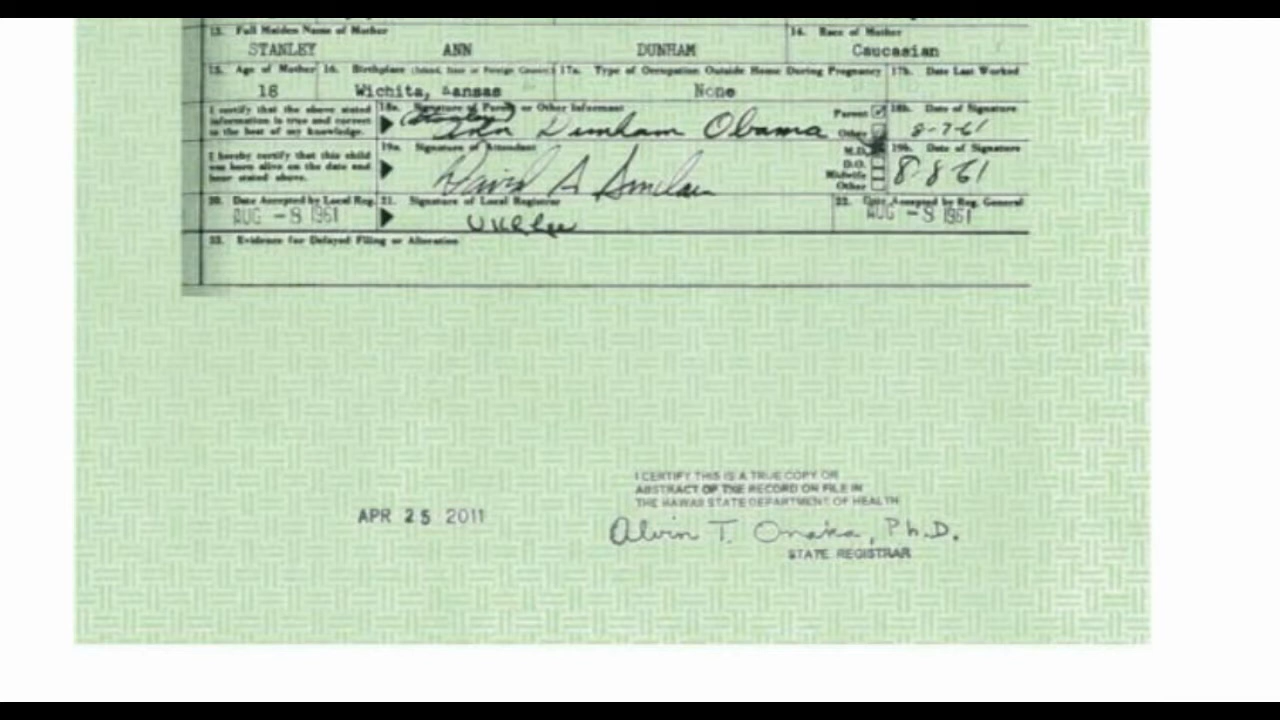 13. Full Maiden Name of Mother 14. Race of Mother
STANLEY ANN DUNHAM Caucasian
15. Age of Mother 16. Birthplace (Island, State or Foreign Country) 17a. Type of Occupation Outside Home During Pregnancy 17b. Date Last Worked
18 Wichita, Kansas None
I certify that the above stated information is true and correct to the best of my knowledge.
18a. Signature of Parent or Other Informant Parent Other 18b. Date of Signature
(Stanley) Ann Dunham Obama 8-7-61
I hereby certify that this child was born alive on the date and hour stated above.
19a. Signature of Attendant M.D. D.O. Midwife Other 19b. Date of Signature
David A Sinclair 8 8 61
20. Date Accepted by Local Reg. 21. Signature of Local Registrar 22. Date Accepted by Reg. General
AUG -8 1961 U K L Lee AUG -8 1961
23. Evidence for Delayed Filing or Alteration
I CERTIFY THIS IS A TRUE COPY OR
ABSTRACT OF THE RECORD ON FILE IN
THE HAWAII STATE DEPARTMENT OF HEALTH
APR 25 2011
Alvin T. Onaka, Ph.D.
STATE REGISTRAR